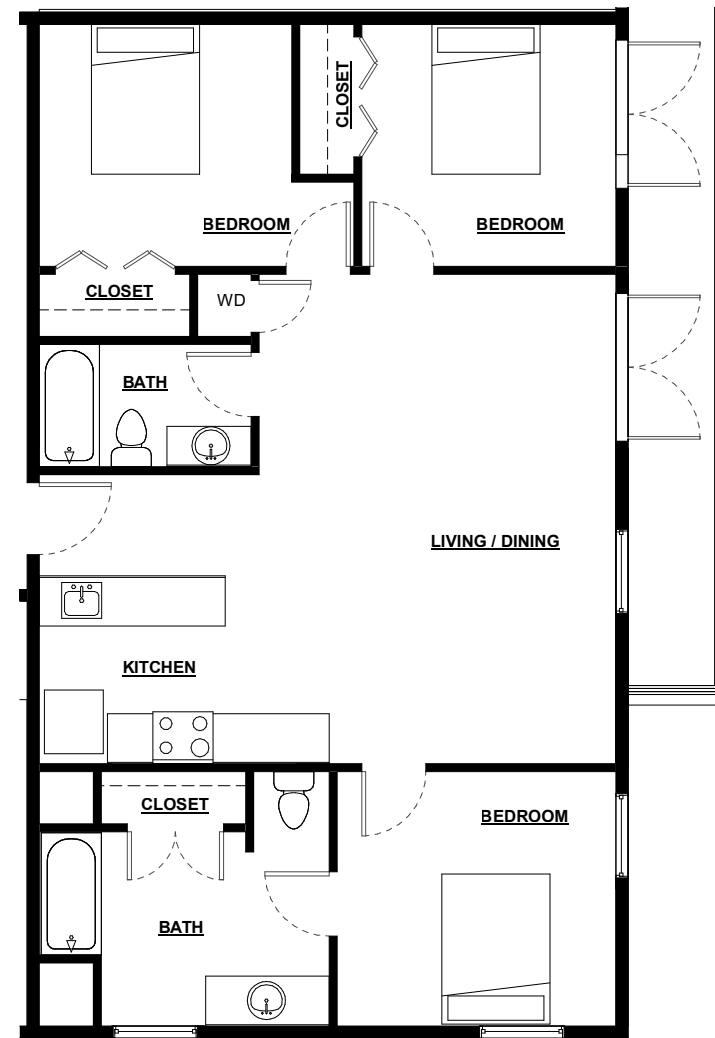 CLOSET
BEDROOM
BEDROOM
CLOSET
WD
BATH
LIVING / DINING
KITCHEN
CLOSET
BEDROOM
BATH